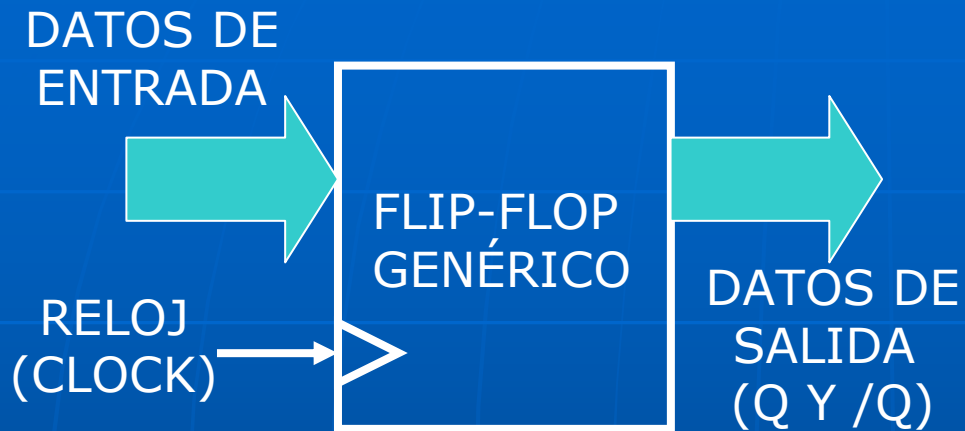 DATOS DE
ENTRADA
FLIP-FLOP
GENÉRICO
RELOJ
(CLOCK)
DATOS DE
SALIDA
(Q Y /Q)